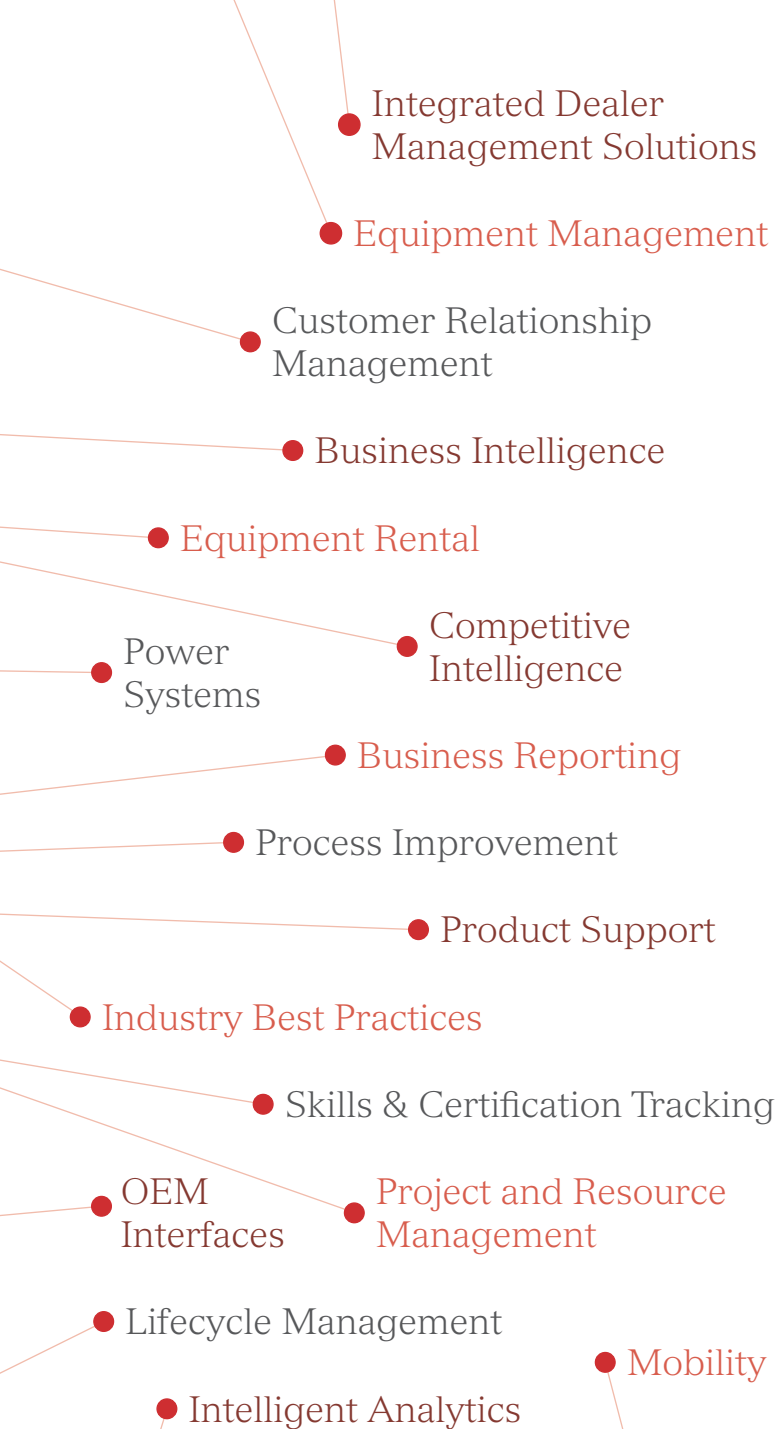 Integrated Dealer
Management Solutions
Equipment Management
Customer Relationship
Management
Business Intelligence
Equipment Rental
Competitive
Intelligence
Power
Systems
Business Reporting
Process Improvement
Product Support
Industry Best Practices
Skills & Certification Tracking
OEM
Interfaces
Project and Resource
Management
Lifecycle Management
Mobility
Intelligent Analytics